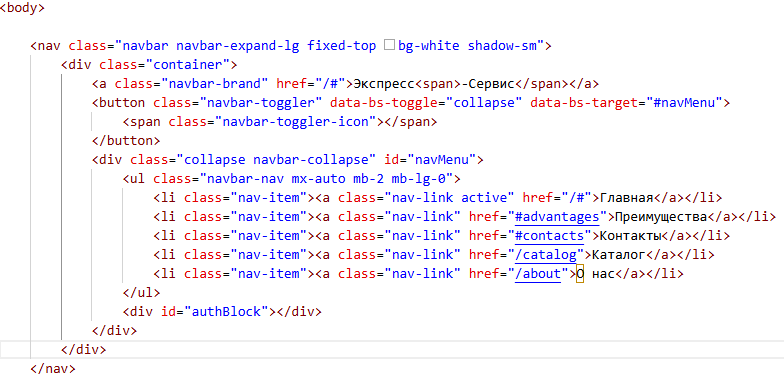 <body>
<nav class="navbar navbar-expand-lg fixed-top bg-white shadow-sm">
<div class="container">
<a class="navbar-brand" href="/#">Экспресс<span>-Сервис</span></a>
<button class="navbar-toggler" data-bs-toggle="collapse" data-bs-target="#navMenu">
<span class="navbar-toggler-icon"></span>
</button>
<div class="collapse navbar-collapse" id="navMenu">
<ul class="navbar-nav mx-auto mb-2 mb-lg-0">
<li class="nav-item"><a class="nav-link active" href="/#">Главная</a></li>
<li class="nav-item"><a class="nav-link" href="#advantages">Преимущества</a></li>
<li class="nav-item"><a class="nav-link" href="#contacts">Контакты</a></li>
<li class="nav-item"><a class="nav-link" href="/catalog">Каталог</a></li>
<li class="nav-item"><a class="nav-link" href="/about">О нас</a></li>
</ul>
<div id="authBlock"></div>
</div>
</div>
</nav>